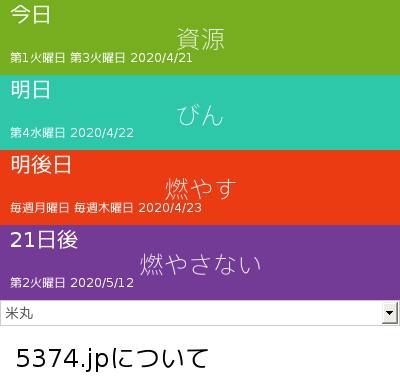 今日
資源
第1火曜日 第3火曜日 2020/4/21
明日
びん
第4水曜日 2020/4/22
明後日
燃やす
毎週月曜日 毎週木曜日 2020/4/23
21日後
燃やさない
第2火曜日 2020/5/12
米丸
5374.jpについて